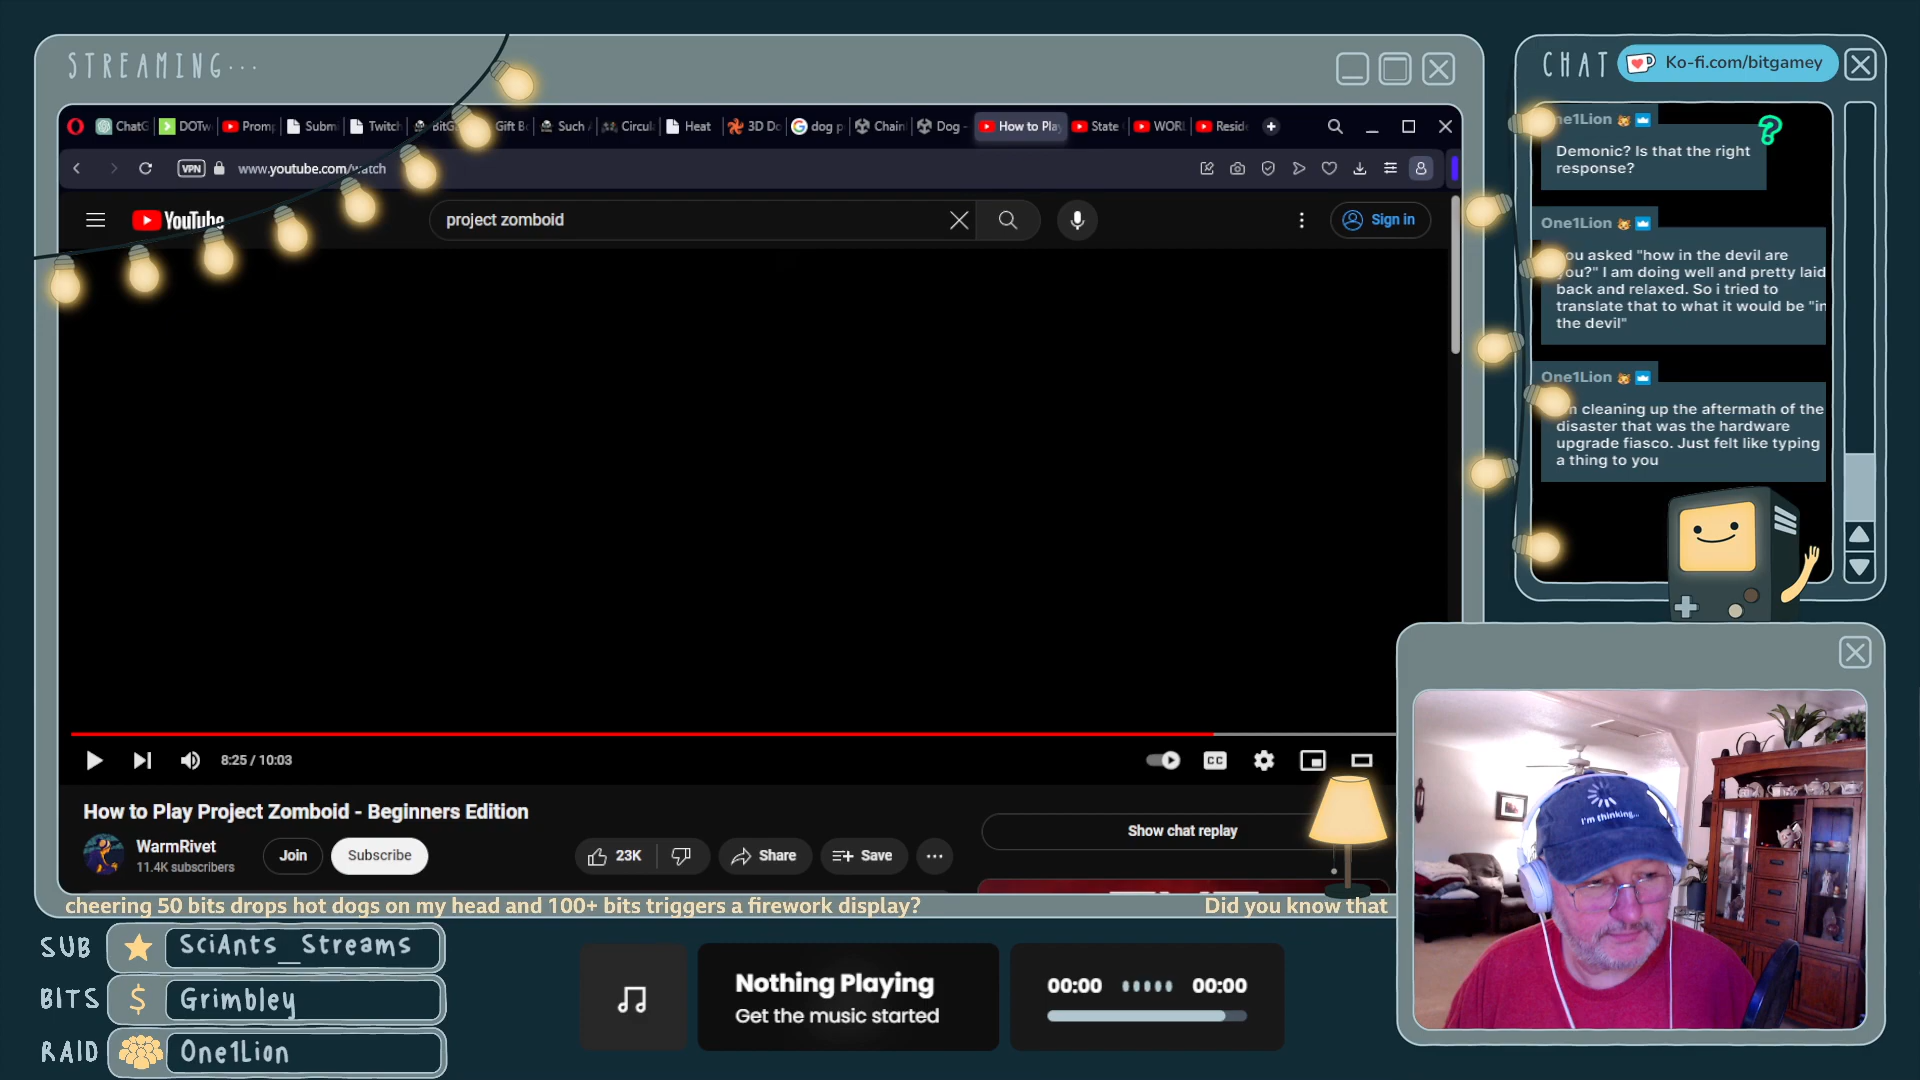 STREAMING...
CHAT
Ko-fi.com/bitgamey
ChatG
DOTw
Promp
Submi
Twitch
BitG
Gift B
Such
Circul
Heat
3D Do
dog p
Chain
Dog -
How to Play
State
WORL
Resid
VPN
www.youtube.com/watch
YouTube
project zomboid
Sign in
One1Lion
Demonic? Is that the right
response?
One1Lion
you asked "how in the devil are
you?" I am doing well and pretty laid
back and relaxed. So i tried to
translate that to what it would be "in
the devil"
One1Lion
cleaning up the aftermath of the
disaster that was the hardware
upgrade fiasco. Just felt like typing
a thing to you
8:25 / 10:03
CC
How to Play Project Zomboid - Beginners Edition
WarmRivet
11.4K subscribers
Join
Subscribe
23K
Share
Save
Show chat replay
I'm thinking...
cheering 50 bits drops hot dogs on my head and 100+ bits triggers a firework display?
Did you know that
SUB
SciAnts_Streams
BITS
$
Grimbley
RAID
One1Lion
Nothing Playing
Get the music started
00:00
00:00